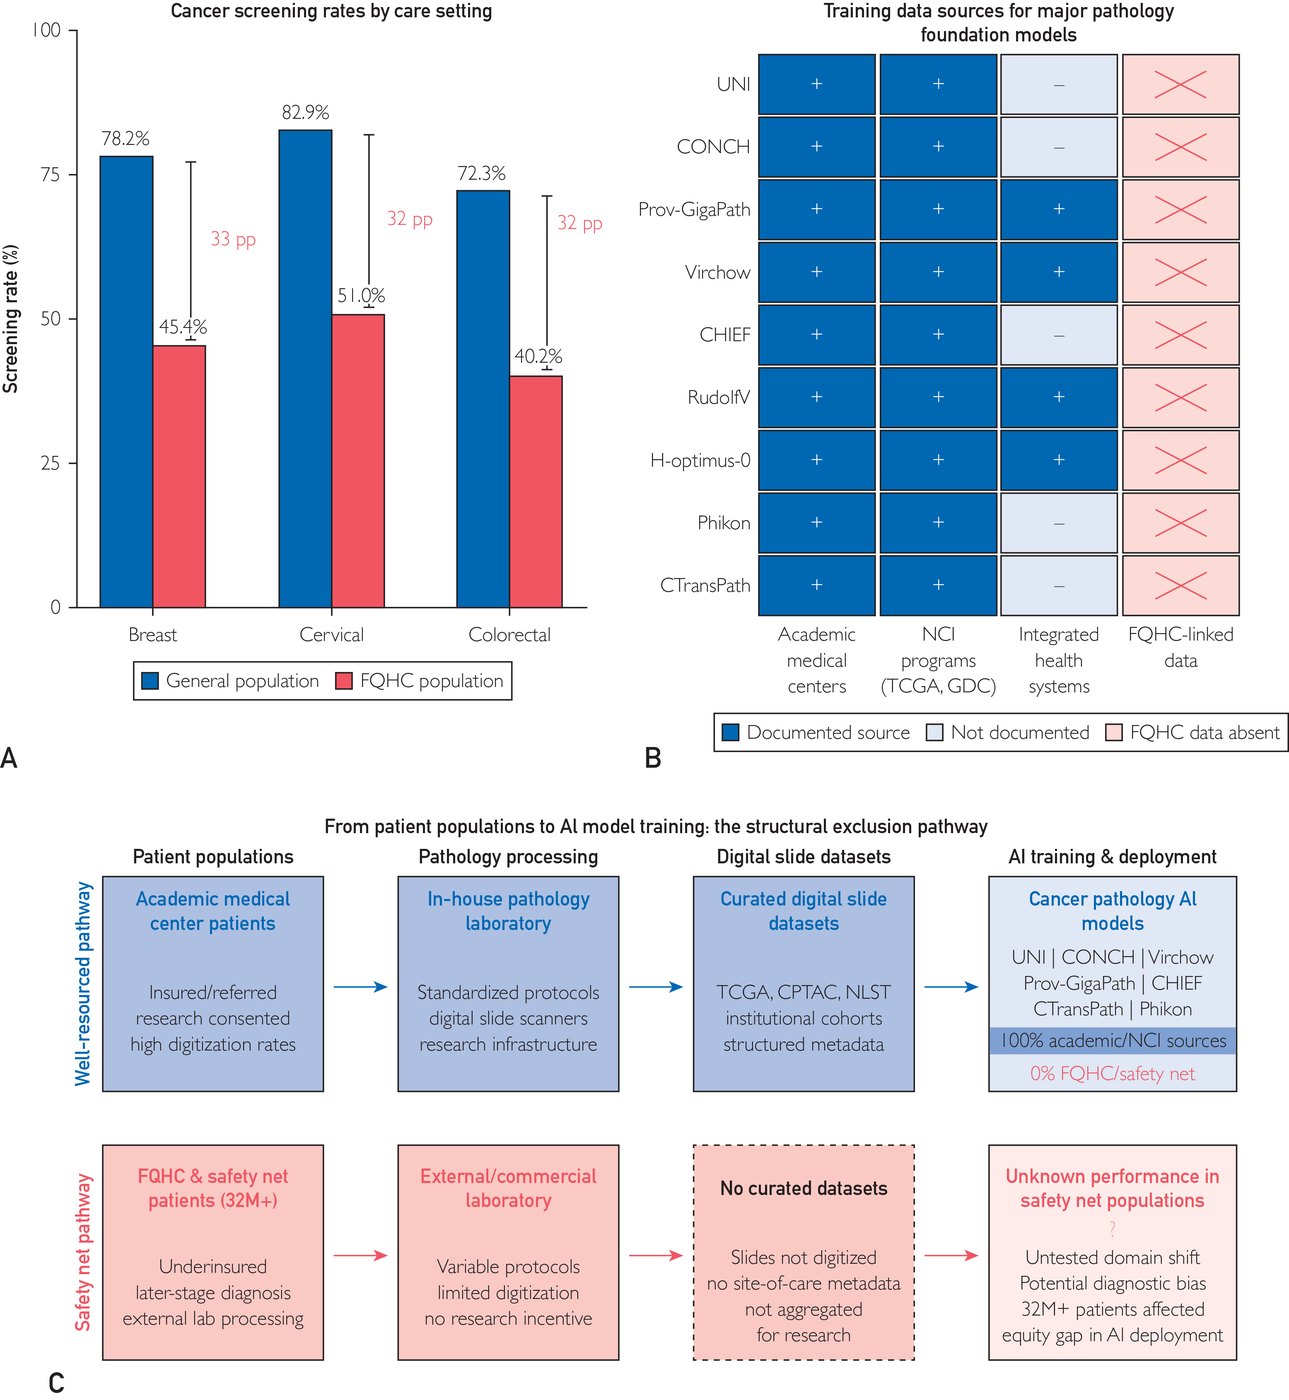 Cancer screening rates by care setting
Screening rate (%)
100
75
50
25
0
78.2%
45.4%
33 pp
82.9%
51.0%
32 pp
72.3%
40.2%
32 pp
Breast
Cervical
Colorectal
General population
FQHC population
A
Training data sources for major pathology
foundation models
UNI + + –
CONCH + + –
Prov-GigaPath + + +
Virchow + + +
CHIEF + + –
RudolfV + + +
H-optimus-0 + + +
Phikon + + –
CTransPath + + –
Academic
medical
centers
NCI
programs
(TCGA, GDC)
Integrated
health
systems
FQHC-linked
data
Documented source
Not documented
FQHC data absent
B
From patient populations to AI model training: the structural exclusion pathway
Patient populations
Pathology processing
Digital slide datasets
AI training & deployment
Well-resourced pathway
Academic medical
center patients
Insured/referred
research consented
high digitization rates
In-house pathology
laboratory
Standardized protocols
digital slide scanners
research infrastructure
Curated digital slide
datasets
TCGA, CPTAC, NLST
institutional cohorts
structured metadata
Cancer pathology AI
models
UNI | CONCH | Virchow
Prov-GigaPath | CHIEF
CTransPath | Phikon
100% academic/NCI sources
0% FQHC/safety net
Safety net pathway
FQHC & safety net
patients (32M+)
Underinsured
later-stage diagnosis
external lab processing
External/commercial
laboratory
Variable protocols
limited digitization
no research incentive
No curated datasets
Slides not digitized
no site-of-care metadata
not aggregated
for research
Unknown performance in
safety net populations
?
Untested domain shift
Potential diagnostic bias
32M+ patients affected
equity gap in AI deployment
C